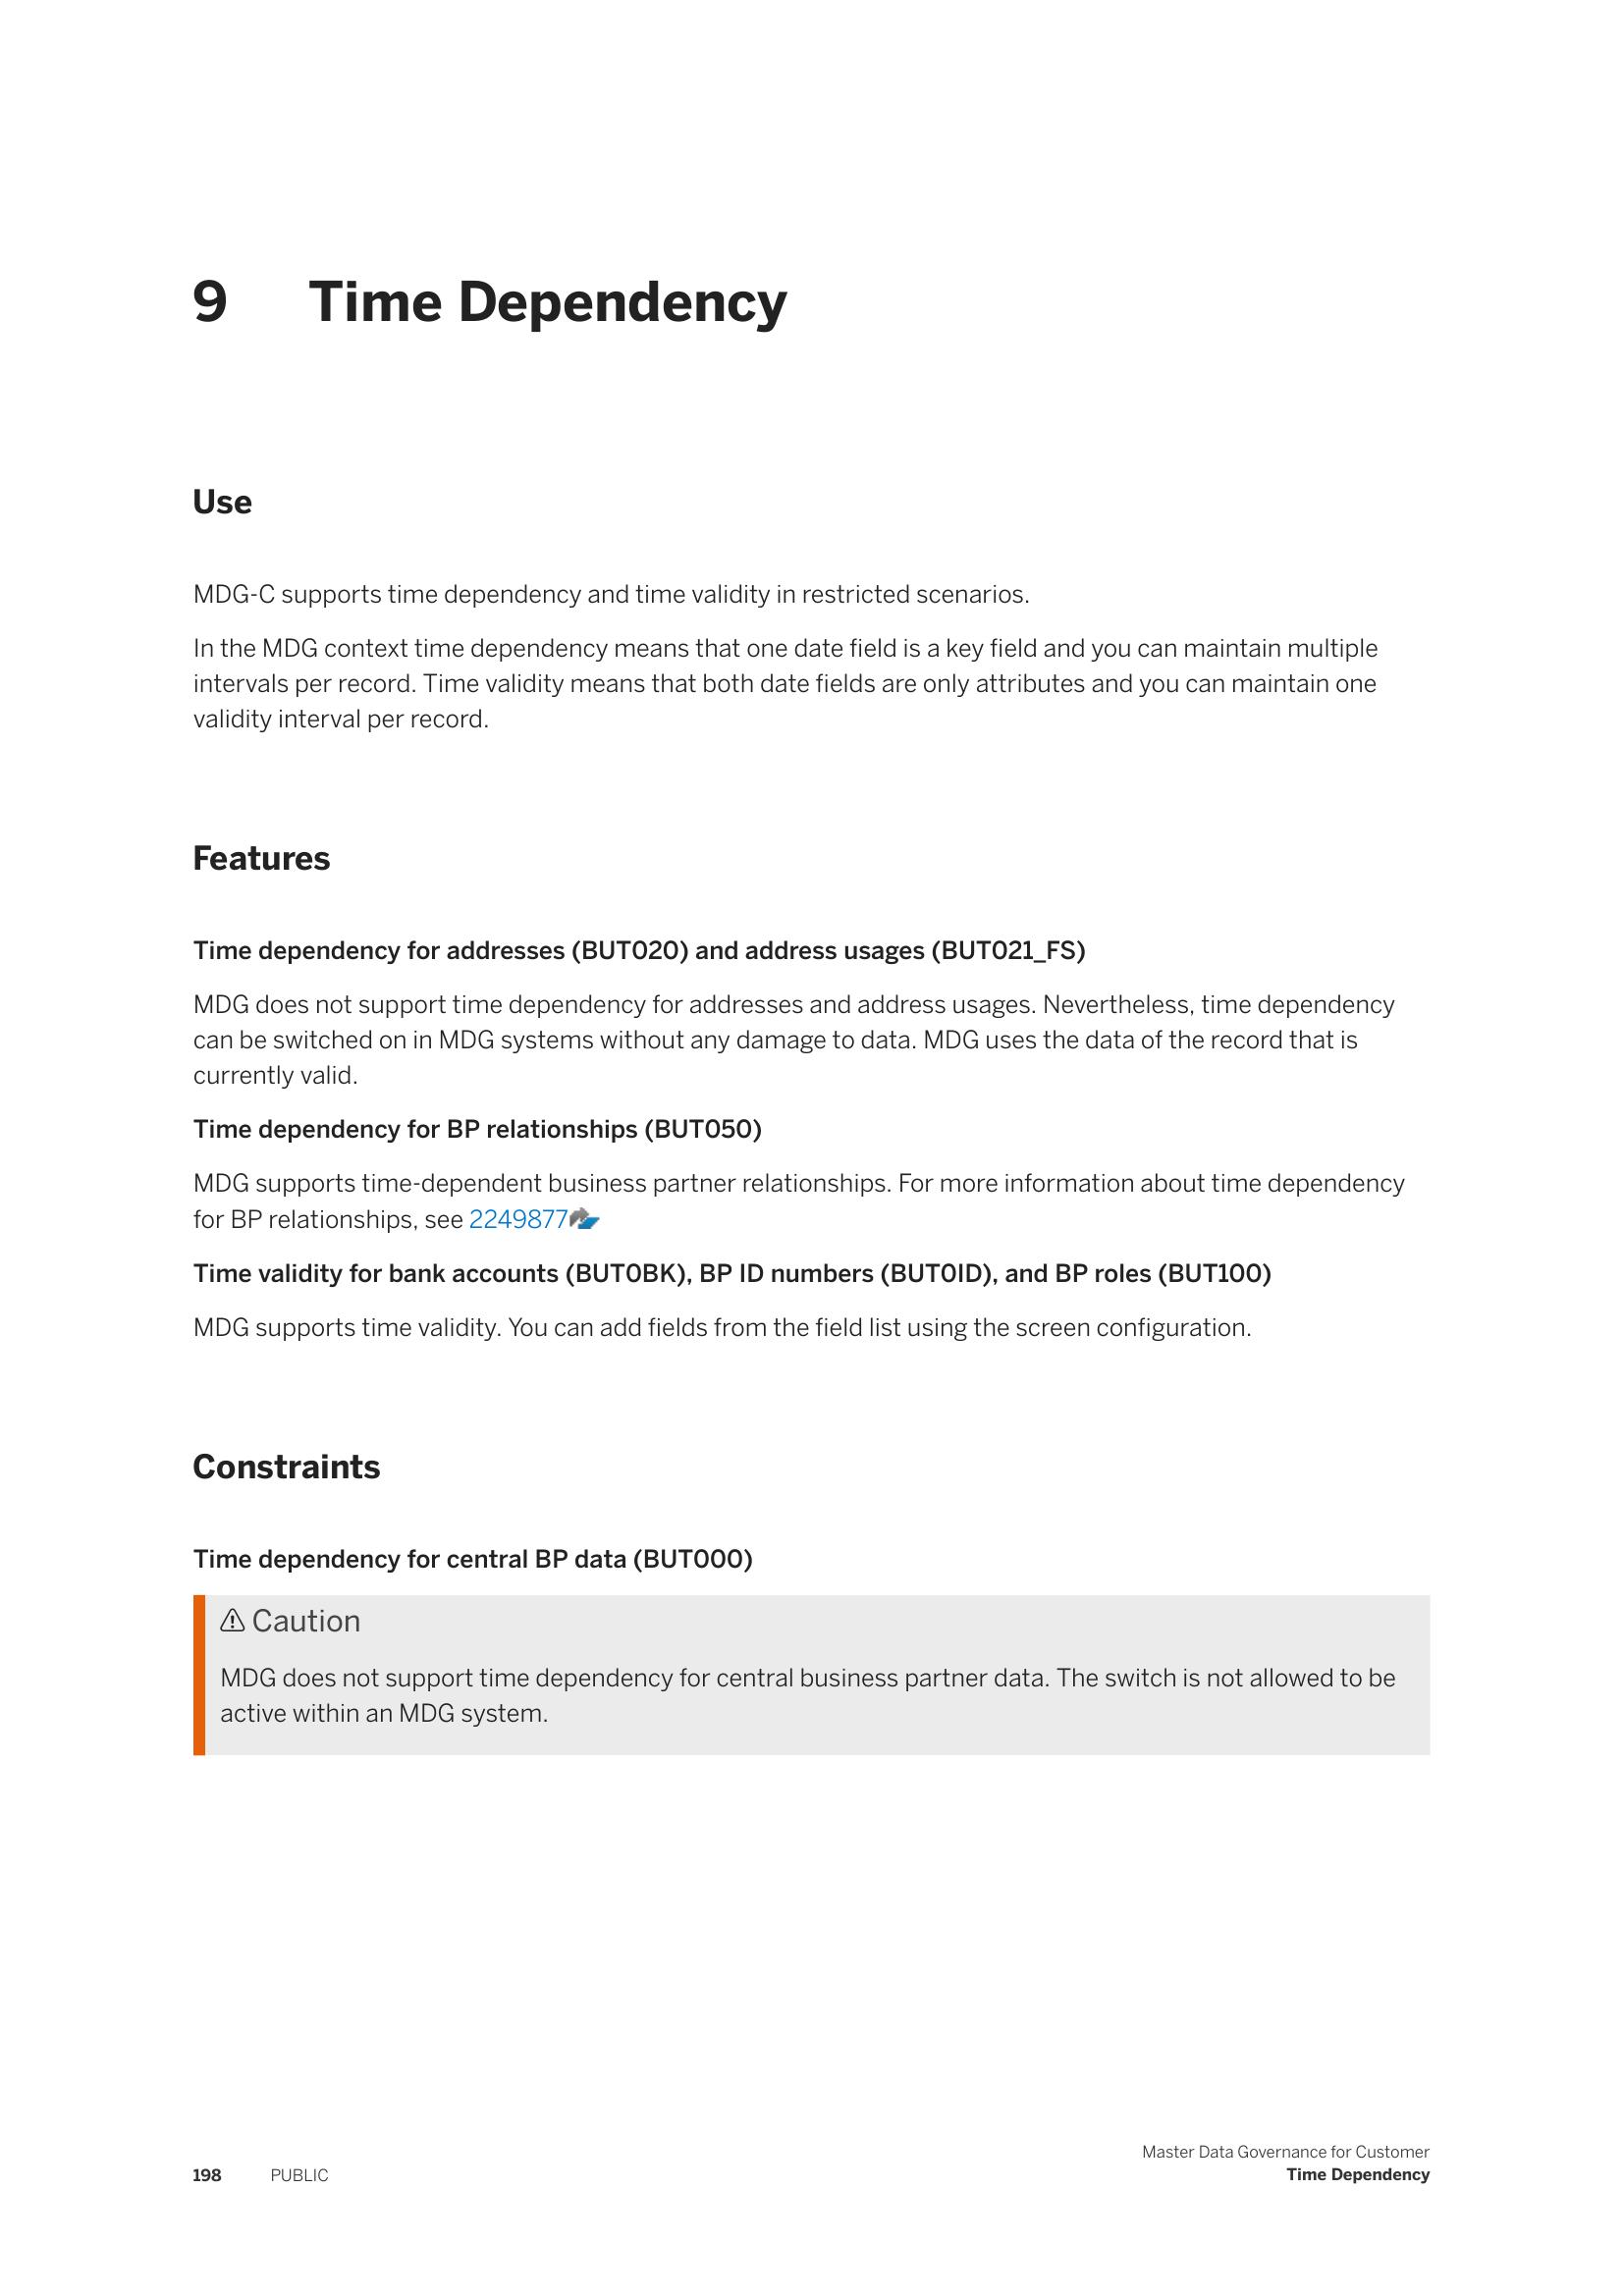 9 Time Dependency
Use
MDG-C supports time dependency and time validity in restricted scenarios.
In the MDG context time dependency means that one date field is a key field and you can maintain multiple
intervals per record. Time validity means that both date fields are only attributes and you can maintain one
validity interval per record.
Features
Time dependency for addresses (BUT020) and address usages (BUT021_FS)
MDG does not support time dependency for addresses and address usages. Nevertheless, time dependency
can be switched on in MDG systems without any damage to data. MDG uses the data of the record that is
currently valid.
Time dependency for BP relationships (BUT050)
MDG supports time-dependent business partner relationships. For more information about time dependency
for BP relationships, see 2249877
Time validity for bank accounts (BUT0BK), BP ID numbers (BUT0ID), and BP roles (BUT100)
MDG supports time validity. You can add fields from the field list using the screen configuration.
Constraints
Time dependency for central BP data (BUT000)
Caution
MDG does not support time dependency for central business partner data. The switch is not allowed to be
active within an MDG system.
Master Data Governance for Customer
198 PUBLIC Time Dependency